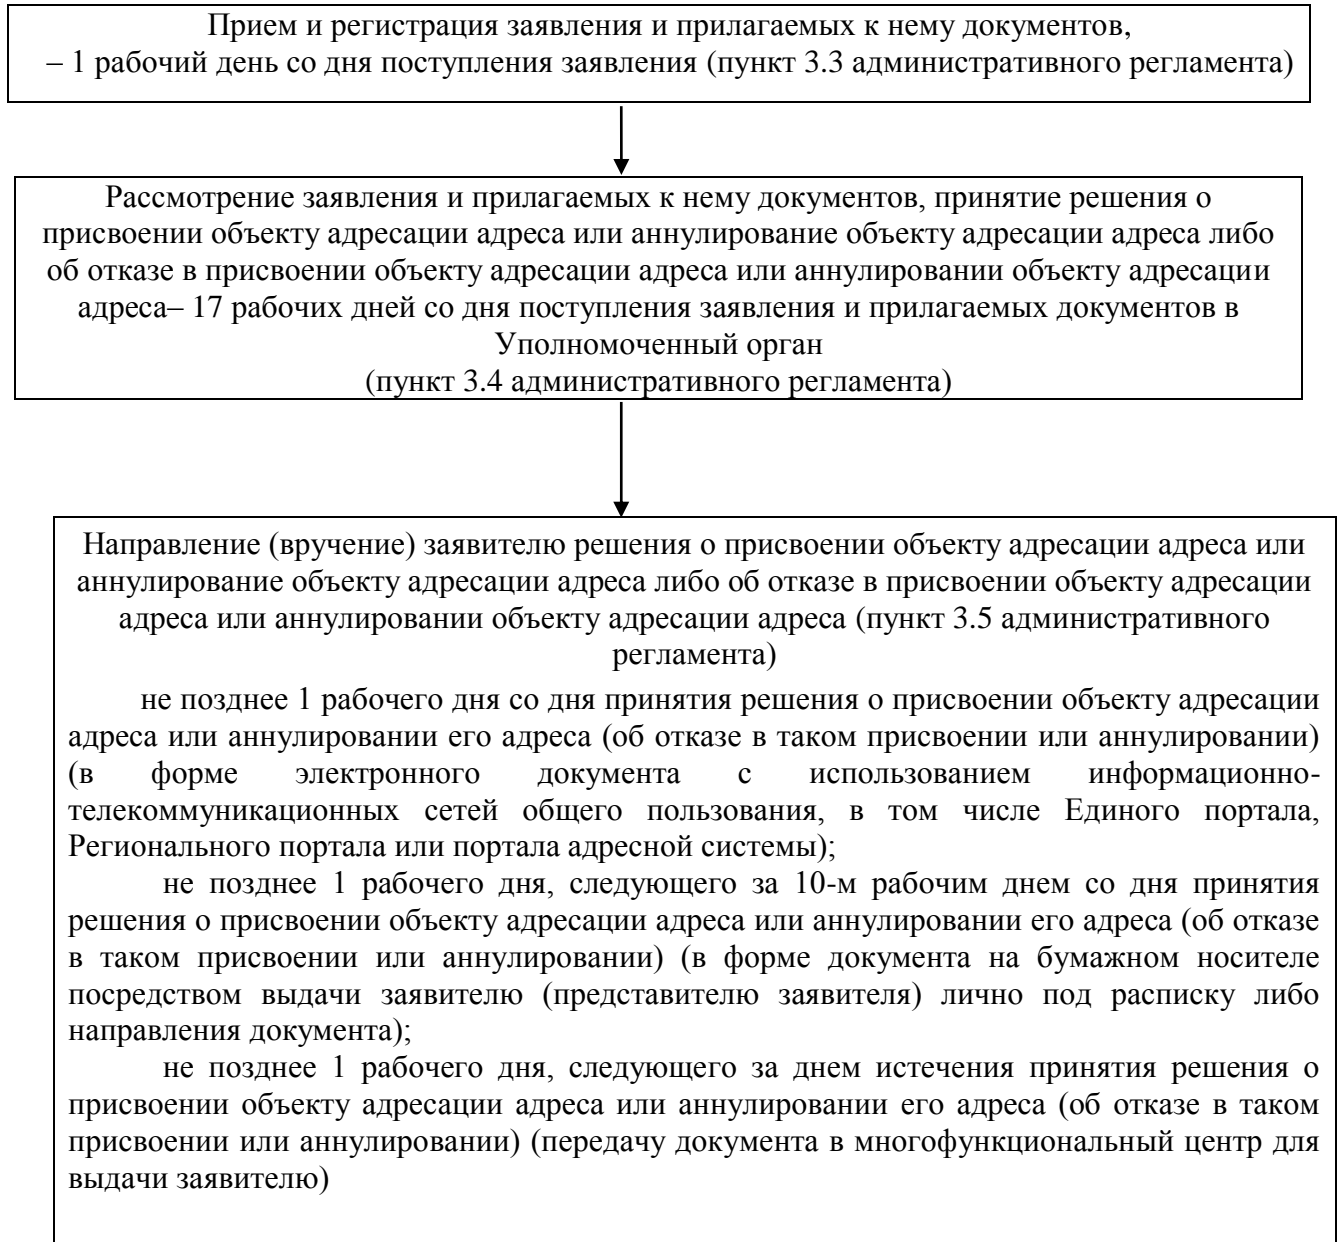 Прием и регистрация заявления и прилагаемых к нему документов,
– 1 рабочий день со дня поступления заявления (пункт 3.3 административного регламента)
Рассмотрение заявления и прилагаемых к нему документов, принятие решения о
присвоении объекту адресации адреса или аннулирование объекту адресации адреса либо
об отказе в присвоении объекту адресации адреса или аннулировании объекту адресации
адреса– 17 рабочих дней со дня поступления заявления и прилагаемых документов в
Уполномоченный орган
(пункт 3.4 административного регламента)
Направление (вручение) заявителю решения о присвоении объекту адресации адреса или
аннулирование объекту адресации адреса либо об отказе в присвоении объекту адресации
адреса или аннулировании объекту адресации адреса (пункт 3.5 административного
регламента)
не позднее 1 рабочего дня со дня принятия решения о присвоении объекту адресации
адреса или аннулировании его адреса (об отказе в таком присвоении или аннулировании)
(в форме электронного документа с использованием информационно-
телекоммуникационных сетей общего пользования, в том числе Единого портала,
Регионального портала или портала адресной системы);
не позднее 1 рабочего дня, следующего за 10-м рабочим днем со дня принятия
решения о присвоении объекту адресации адреса или аннулировании его адреса (об отказе
в таком присвоении или аннулировании) (в форме документа на бумажном носителе
посредством выдачи заявителю (представителю заявителя) лично под расписку либо
направления документа);
не позднее 1 рабочего дня, следующего за днем истечения принятия решения о
присвоении объекту адресации адреса или аннулировании его адреса (об отказе в таком
присвоении или аннулировании) (передачу документа в многофункциональный центр для
выдачи заявителю)